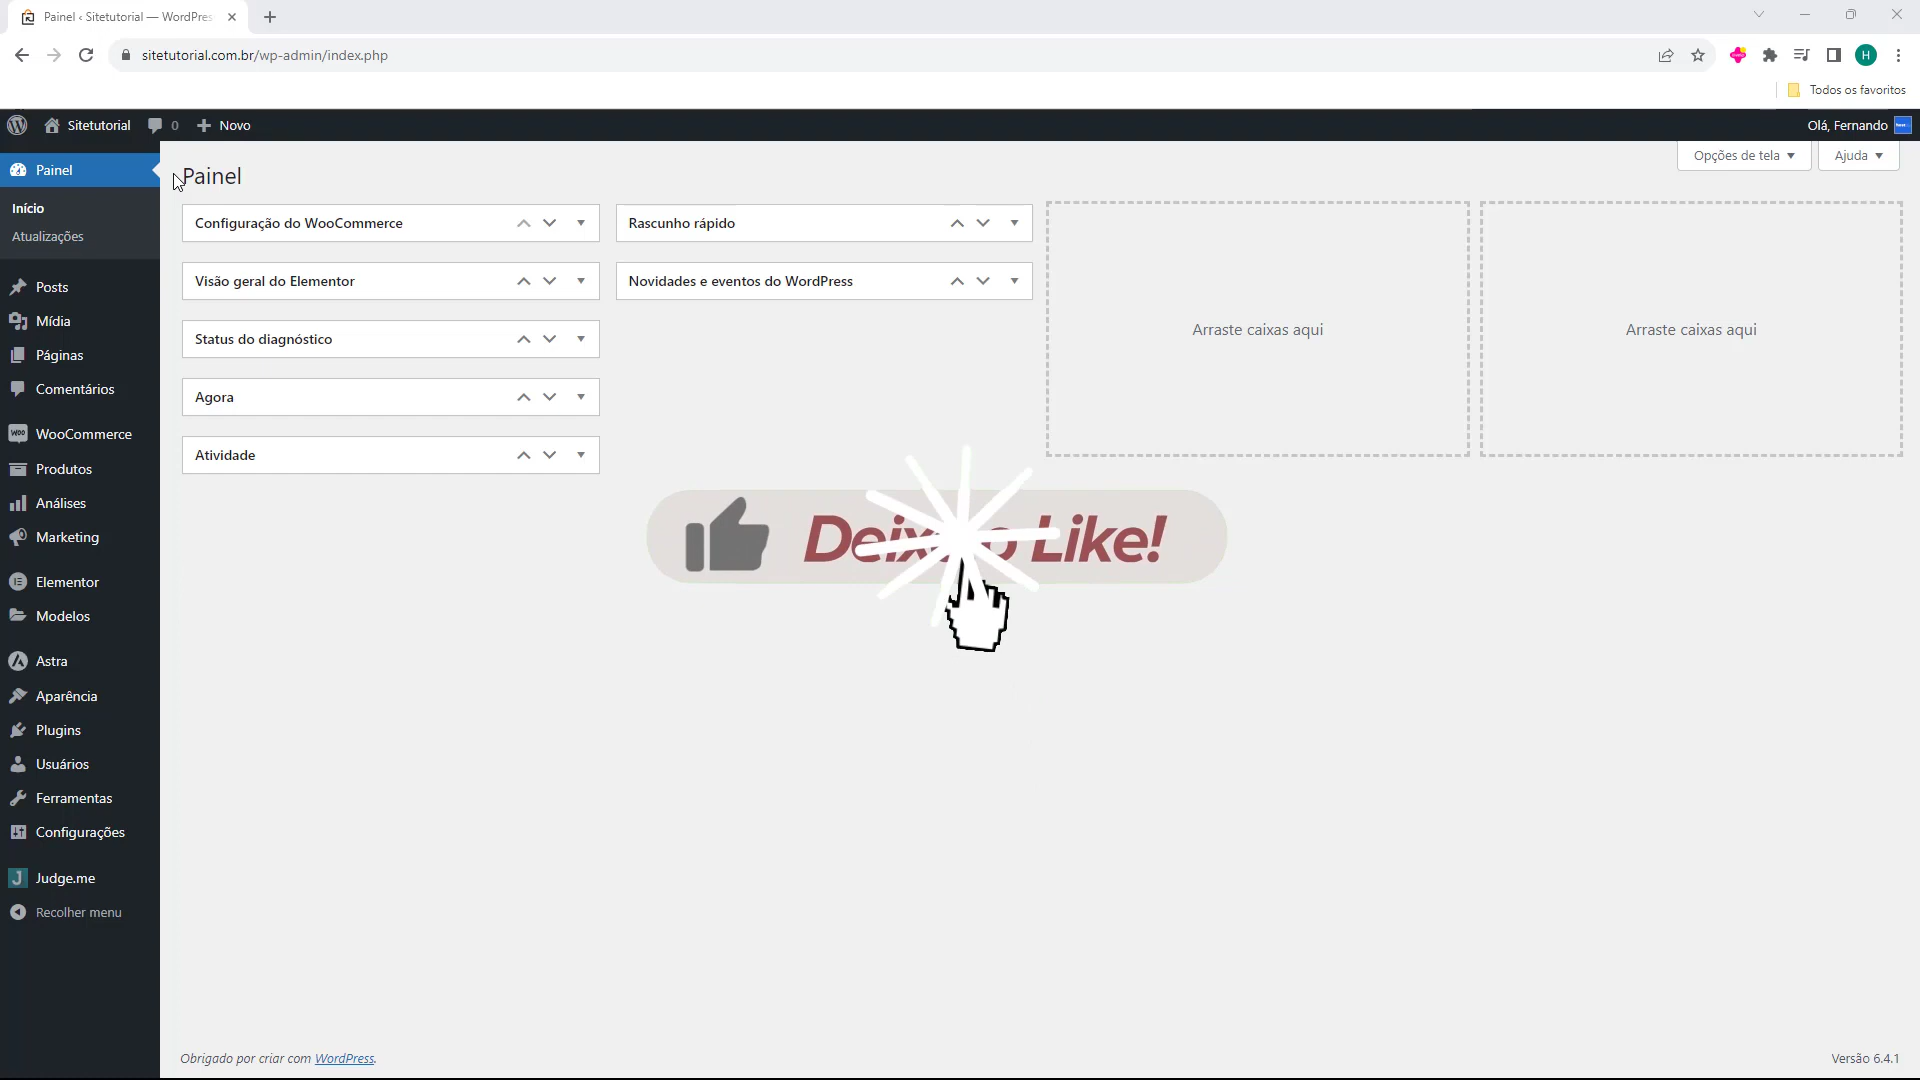 Painel ‹ Sitetutorial — WordPres
sitetutorial.com.br/wp-admin/index.php
H
Todos os favoritos
Sitetutorial
0
Novo
Olá, Fernando
Painel
Início
Atualizações
Posts
Mídia
Páginas
Comentários
WooCommerce
Produtos
Análises
Marketing
Elementor
Modelos
Astra
Aparência
Plugins
Usuários
Ferramentas
Configurações
Judge.me
Recolher menu
Painel
Opções de tela
Ajuda
Configuração do WooCommerce
Visão geral do Elementor
Status do diagnóstico
Agora
Atividade
Rascunho rápido
Novidades e eventos do WordPress
Arraste caixas aqui
Arraste caixas aqui
Deixe o Like!
Obrigado por criar com WordPress.
Versão 6.4.1